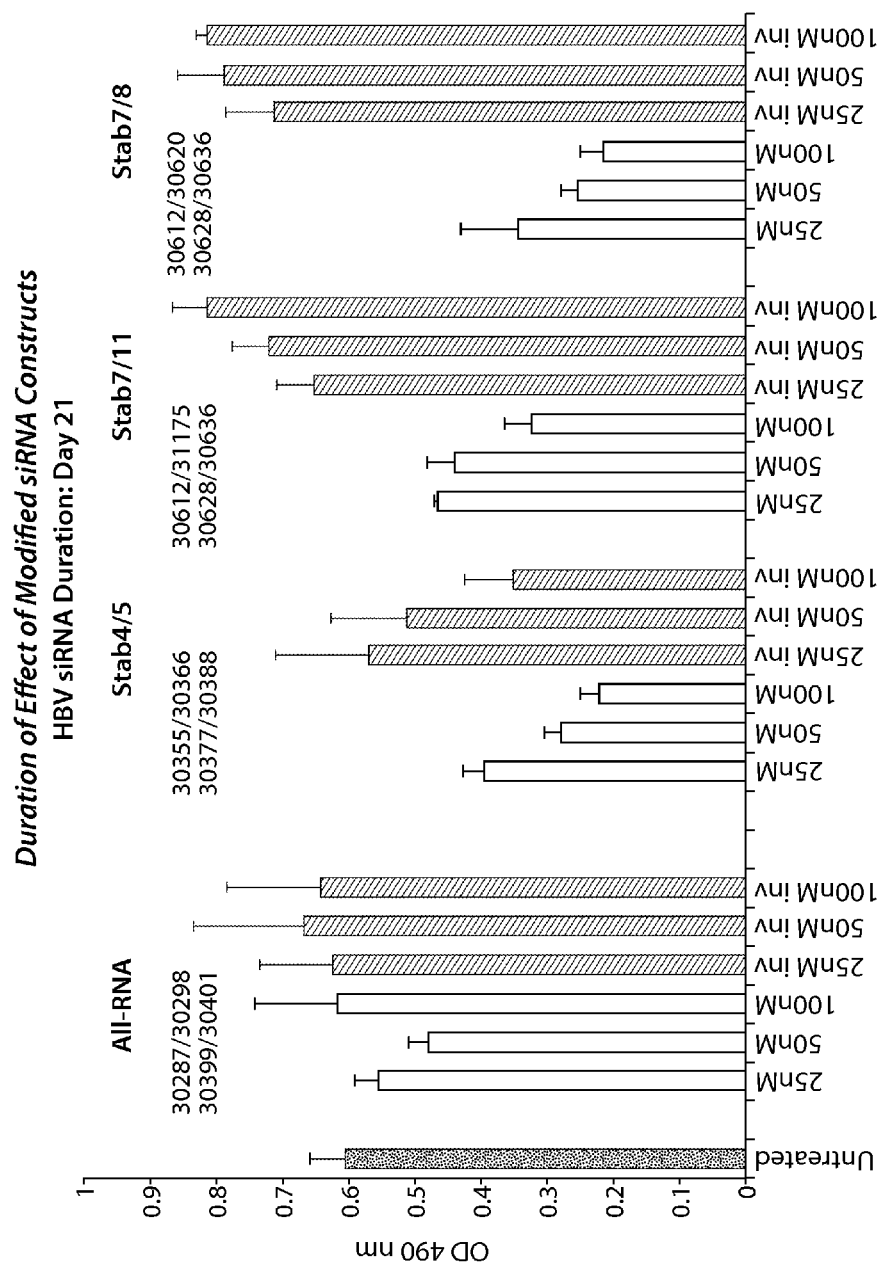 Duration of Effect of Modified siRNA Constructs
HBV siRNA Duration: Day 21
All-RNA
30287/30298
30399/30401
Stab4/5
30355/30366
30377/30388
Stab7/11
30612/31175
30628/30636
Stab7/8
30612/30620
30628/30636
OD 490 nm
1
0.9
0.8
0.7
0.6
0.5
0.4
0.3
0.2
0.1
0
Untreated
25nM
50nM
100nM
25nM inv
50nM inv
100nM inv
25nM
50nM
100nM
25nM inv
50nM inv
100nM inv
25nM
50nM
100nM
25nM inv
50nM inv
100nM inv
25nM
50nM
100nM
25nM inv
50nM inv
100nM inv